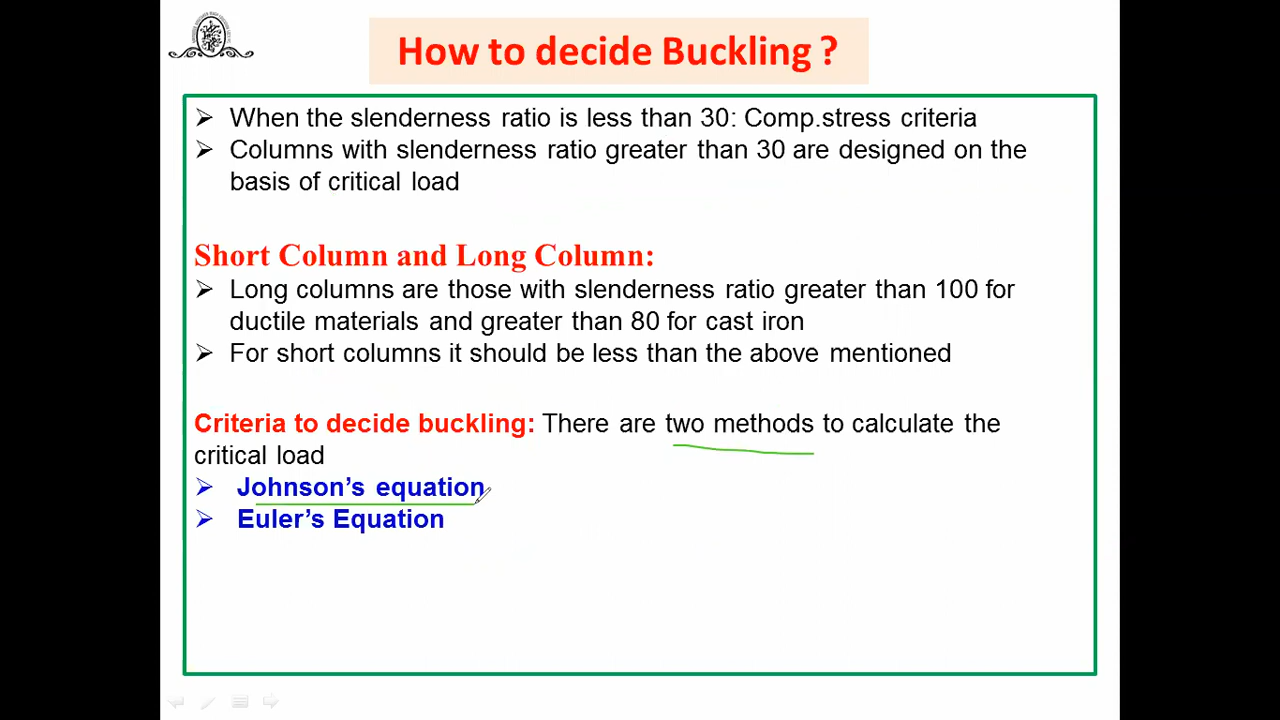 How to decide Buckling ?
➢ When the slenderness ratio is less than 30: Comp.stress criteria
➢ Columns with slenderness ratio greater than 30 are designed on the
basis of critical load
Short Column and Long Column:
➢ Long columns are those with slenderness ratio greater than 100 for
ductile materials and greater than 80 for cast iron
➢ For short columns it should be less than the above mentioned
Criteria to decide buckling: There are two methods to calculate the
critical load
➢ Johnson’s equation
➢ Euler’s Equation